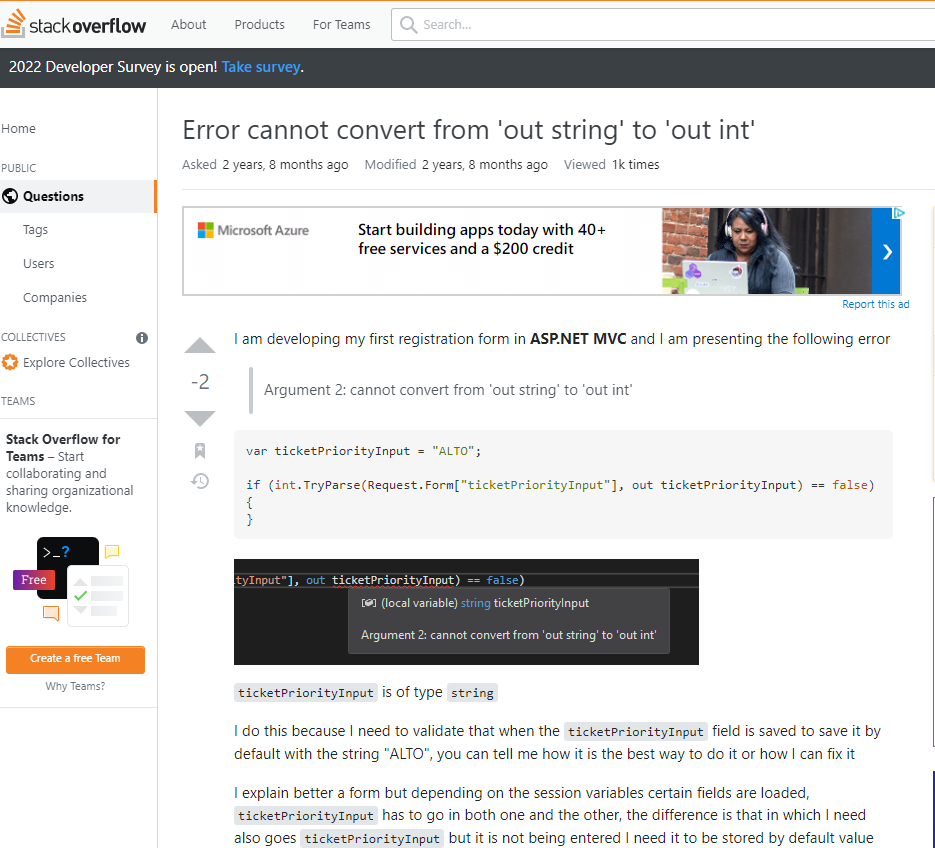 stackoverflow
About
Products
For Teams
Search...
2022 Developer Survey is open! Take survey.
Home
PUBLIC
Questions
Tags
Users
Companies
COLLECTIVES
Explore Collectives
TEAMS
Stack Overflow for
Teams – Start
collaborating and
sharing organizational
knowledge.
>_?
Free
Create a free Team
Why Teams?
Error cannot convert from 'out string' to 'out int'
Asked 2 years, 8 months ago Modified 2 years, 8 months ago Viewed 1k times
Microsoft Azure
Start building apps today with 40+
free services and a $200 credit
Report this ad
-2
I am developing my first registration form in ASP.NET MVC and I am presenting the following error
Argument 2: cannot convert from 'out string' to 'out int'
var ticketPriorityInput = "ALTO";
if (int.TryParse(Request.Form["ticketPriorityInput"], out ticketPriorityInput) == false)
{
}
ityInput"], out ticketPriorityInput) == false)
(local variable) string ticketPriorityInput
Argument 2: cannot convert from 'out string' to 'out int'
ticketPriorityInput is of type string
I do this because I need to validate that when the ticketPriorityInput field is saved to save it by
default with the string "ALTO", you can tell me how it is the best way to do it or how I can fix it
I explain better a form but depending on the session variables certain fields are loaded,
ticketPriorityInput has to go in both one and the other, the difference is that in which I need
also goes ticketPriorityInput but it is not being entered I need it to be stored by default value